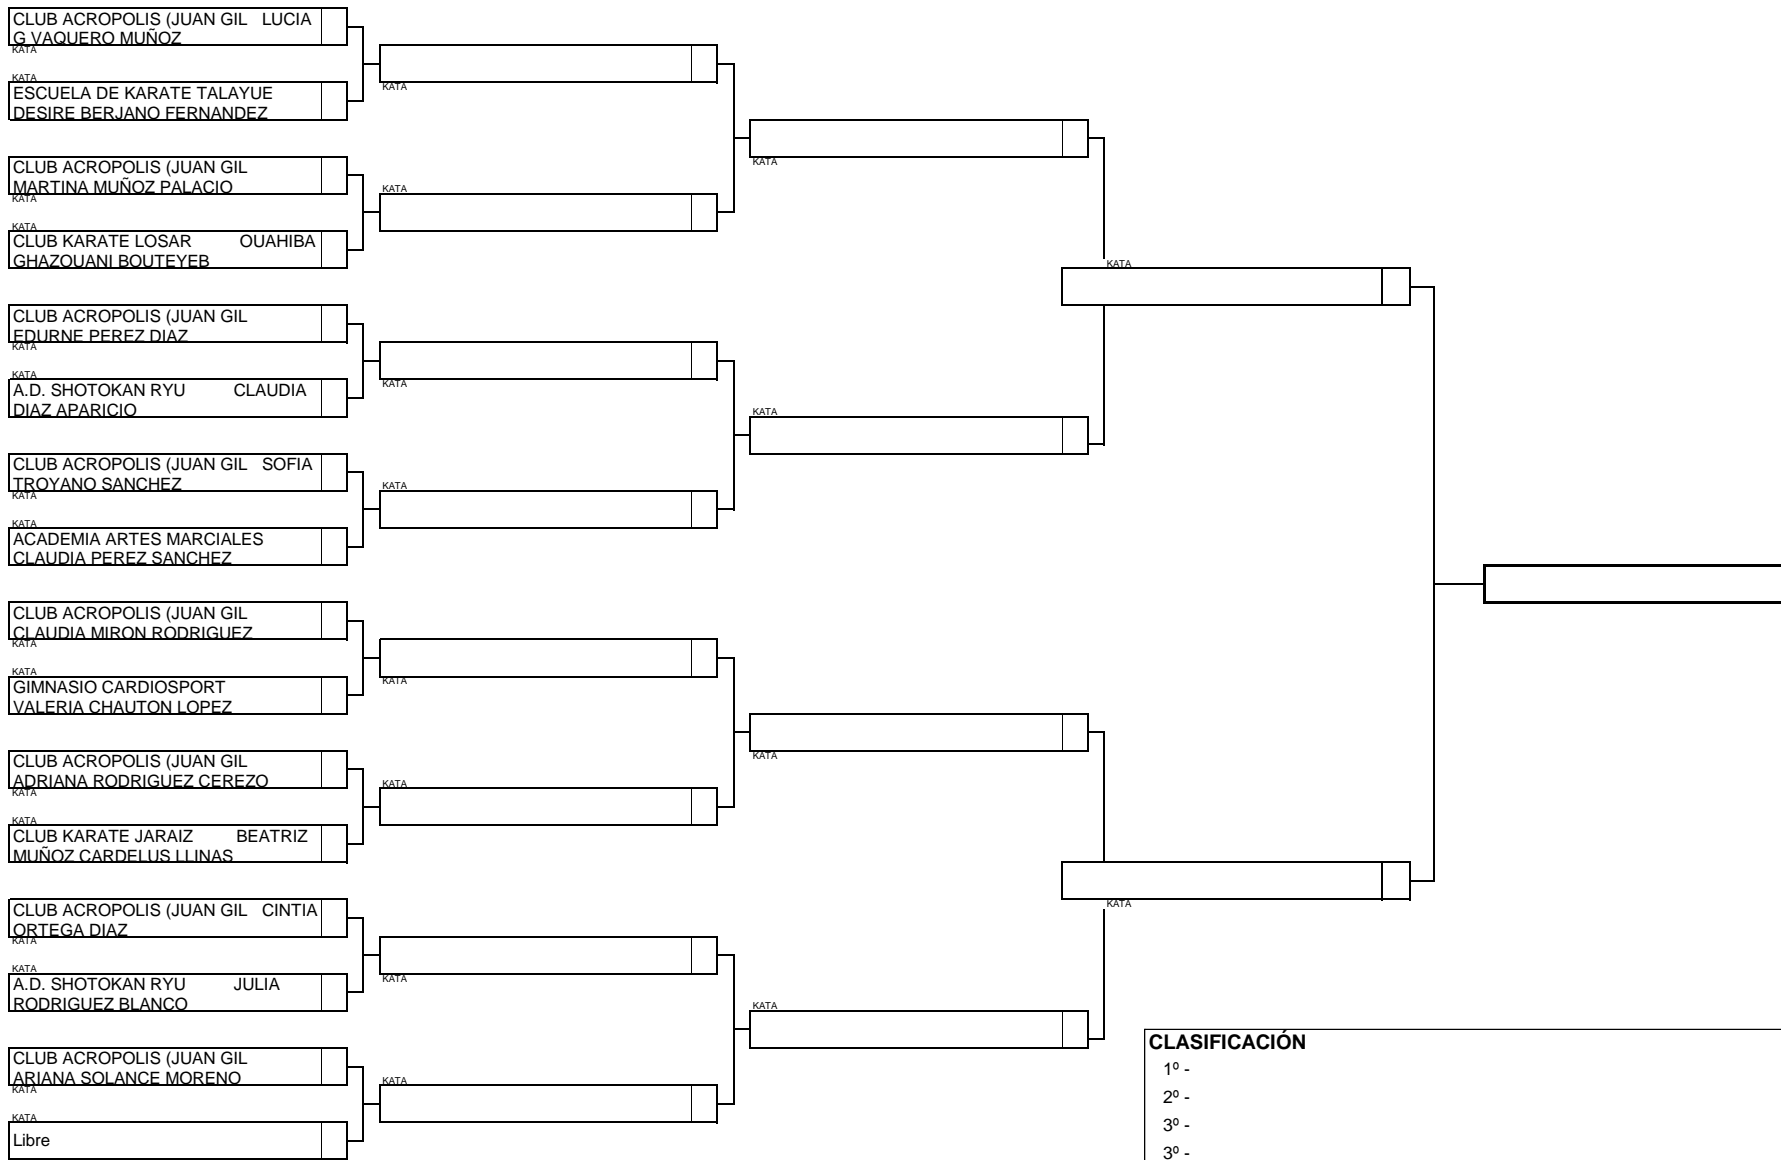 CLUB ACROPOLIS (JUAN GIL LUCIA
G VAQUERO MUÑOZ
KATA
KATA
ESCUELA DE KARATE TALAYUE
DESIRE BERJANO FERNANDEZ
CLUB ACROPOLIS (JUAN GIL
MARTINA MUÑOZ PALACIO
KATA
KATA
CLUB KARATE LOSAR OUAHIBA
GHAZOUANI BOUTEYEB
CLUB ACROPOLIS (JUAN GIL
EDURNE PEREZ DIAZ
KATA
KATA
A.D. SHOTOKAN RYU CLAUDIA
DIAZ APARICIO
CLUB ACROPOLIS (JUAN GIL SOFIA
TROYANO SANCHEZ
KATA
KATA
ACADEMIA ARTES MARCIALES
CLAUDIA PEREZ SANCHEZ
CLUB ACROPOLIS (JUAN GIL
CLAUDIA MIRON RODRIGUEZ
KATA
KATA
GIMNASIO CARDIOSPORT
VALERIA CHAUTON LOPEZ
CLUB ACROPOLIS (JUAN GIL
ADRIANA RODRIGUEZ CEREZO
KATA
KATA
CLUB KARATE JARAIZ BEATRIZ
MUÑOZ CARDELUS LLINAS
CLUB ACROPOLIS (JUAN GIL CINTIA
ORTEGA DIAZ
KATA
KATA
A.D. SHOTOKAN RYU JULIA
RODRIGUEZ BLANCO
CLUB ACROPOLIS (JUAN GIL
ARIANA SOLANCE MORENO
KATA
KATA
Libre
KATA
KATA
KATA
KATA
KATA
KATA
KATA
KATA
KATA
KATA
KATA
KATA
KATA
KATA
CLASIFICACIÓN
1º -
2º -
3º -
3º -